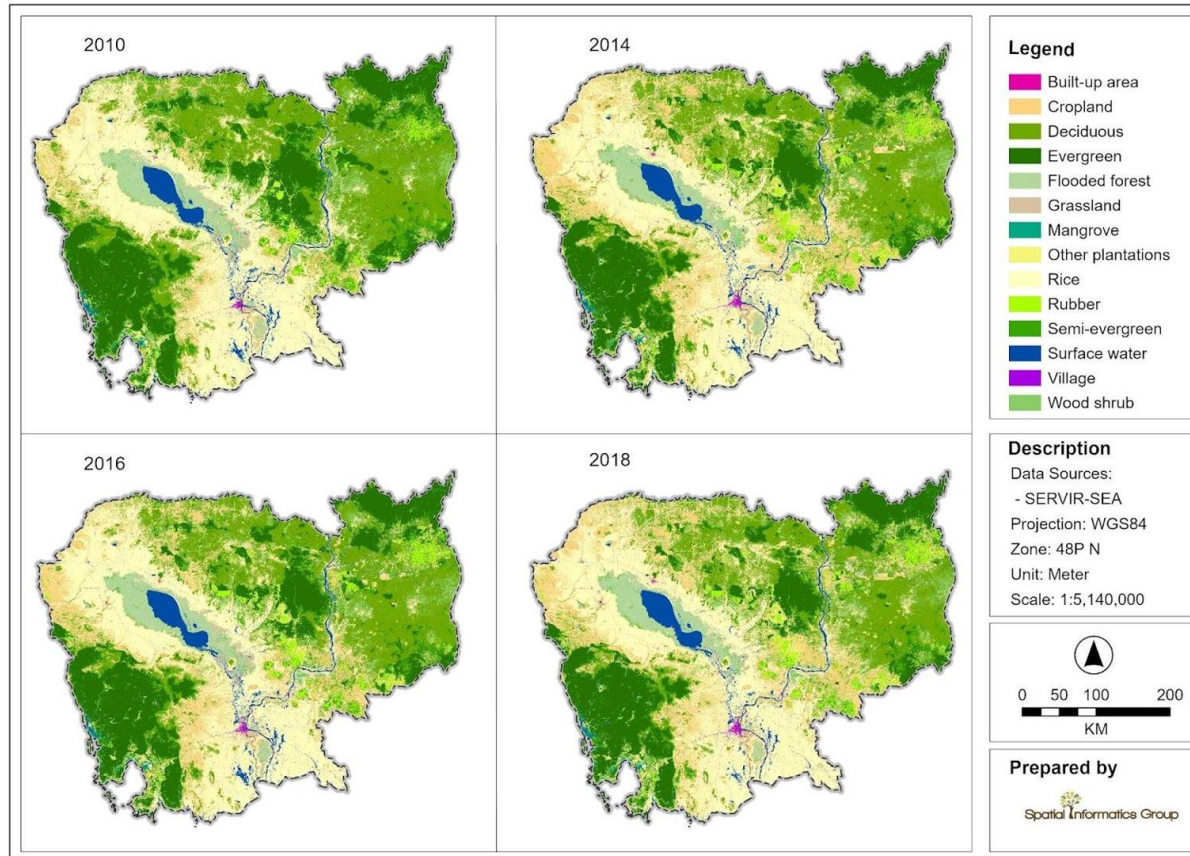 2010
2014
2016
2018
Legend
Built-up area
Cropland
Deciduous
Evergreen
Flooded forest
Grassland
Mangrove
Other plantations
Rice
Rubber
Semi-evergreen
Surface water
Village
Wood shrub
Description
Data Sources:
- SERVIR-SEA
Projection: WGS84
Zone: 48P N
Unit: Meter
Scale: 1:5,140,000
0 50 100 200
KM
Prepared by
Spatial Informatics Group